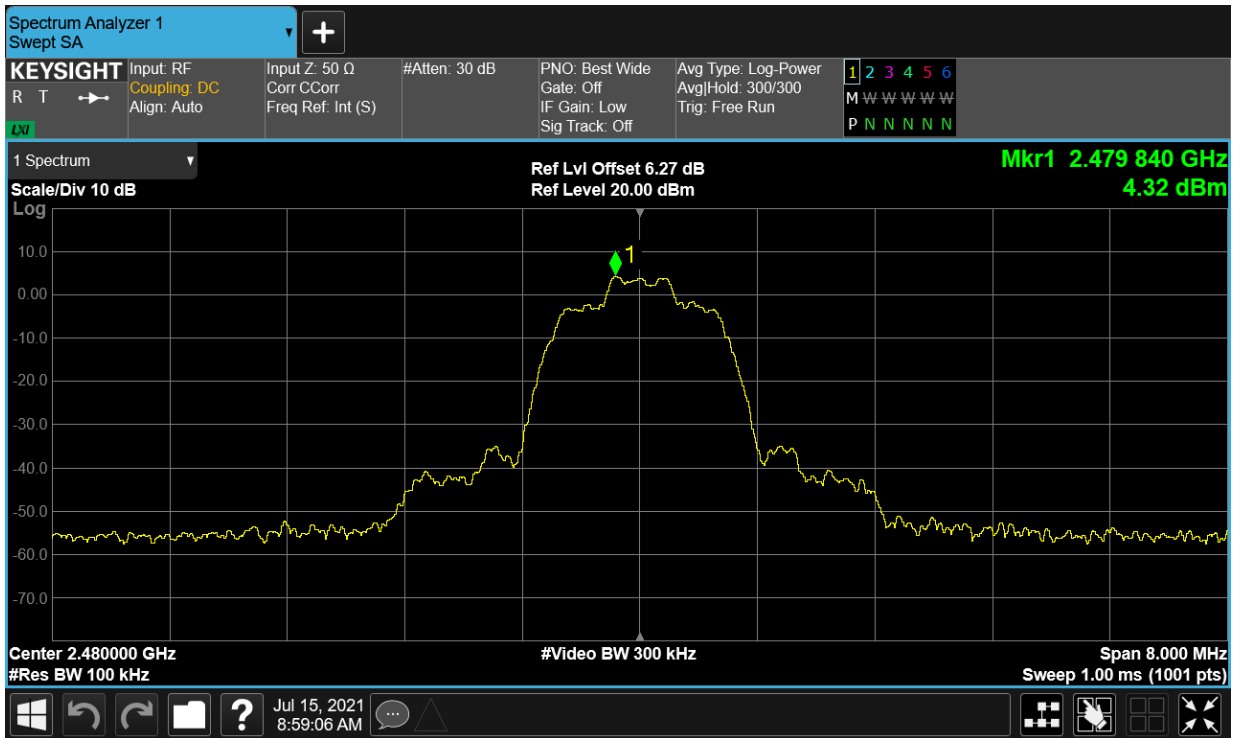 Spectrum Analyzer 1
Swept SA
KEYSIGHT
R T
LXI
Input: RF
Coupling: DC
Align: Auto
Input Z: 50 Ω
Corr CCorr
Freq Ref: Int (S)
#Atten: 30 dB
PNO: Best Wide
Gate: Off
IF Gain: Low
Sig Track: Off
Avg Type: Log-Power
Avg|Hold: 300/300
Trig: Free Run
1 2 3 4 5 6
M W W W W W
P N N N N N
1 Spectrum
Scale/Div 10 dB
Log
Ref Lvl Offset 6.27 dB
Ref Level 20.00 dBm
Mkr1 2.479 840 GHz
4.32 dBm
1
10.0
0.00
-10.0
-20.0
-30.0
-40.0
-50.0
-60.0
-70.0
Center 2.480000 GHz
#Res BW 100 kHz
#Video BW 300 kHz
Span 8.000 MHz
Sweep 1.00 ms (1001 pts)
?
Jul 15, 2021
8:59:06 AM